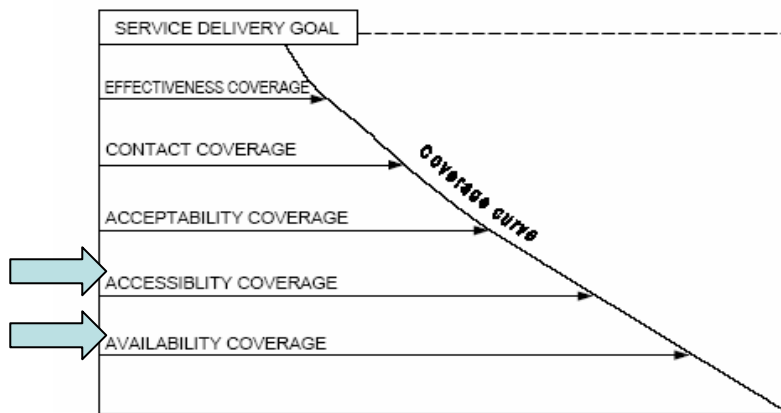 SERVICE DELIVERY GOAL
EFFECTIVENESS COVERAGE
CONTACT COVERAGE
Coverage curve
ACCEPTABILITY COVERAGE
ACCESSIBLITY COVERAGE
AVAILABILITY COVERAGE